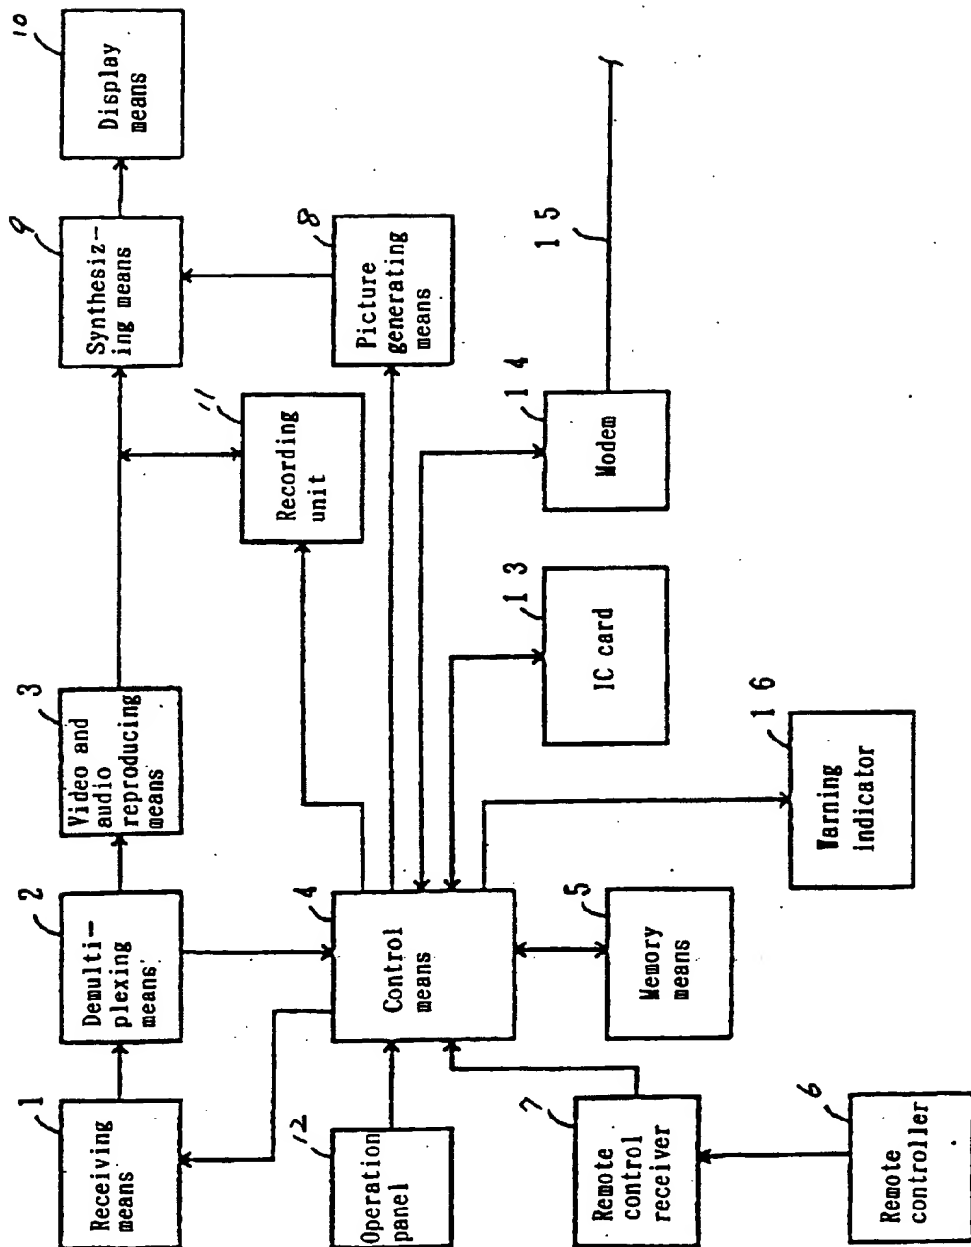 1
Receiving
means
2
Demulti-
plexing
means
3
Video and
audio
reproducing
means
9
Synthesiz-
ing means
10
Display
means
11
Recording
unit
8
Picture
generating
means
12
Operation
panel
4
Control
means
14
Modem
15
13
IC card
7
Remote
control
receiver
5
Memory
means
16
Warning
indicator
6
Remote
controller